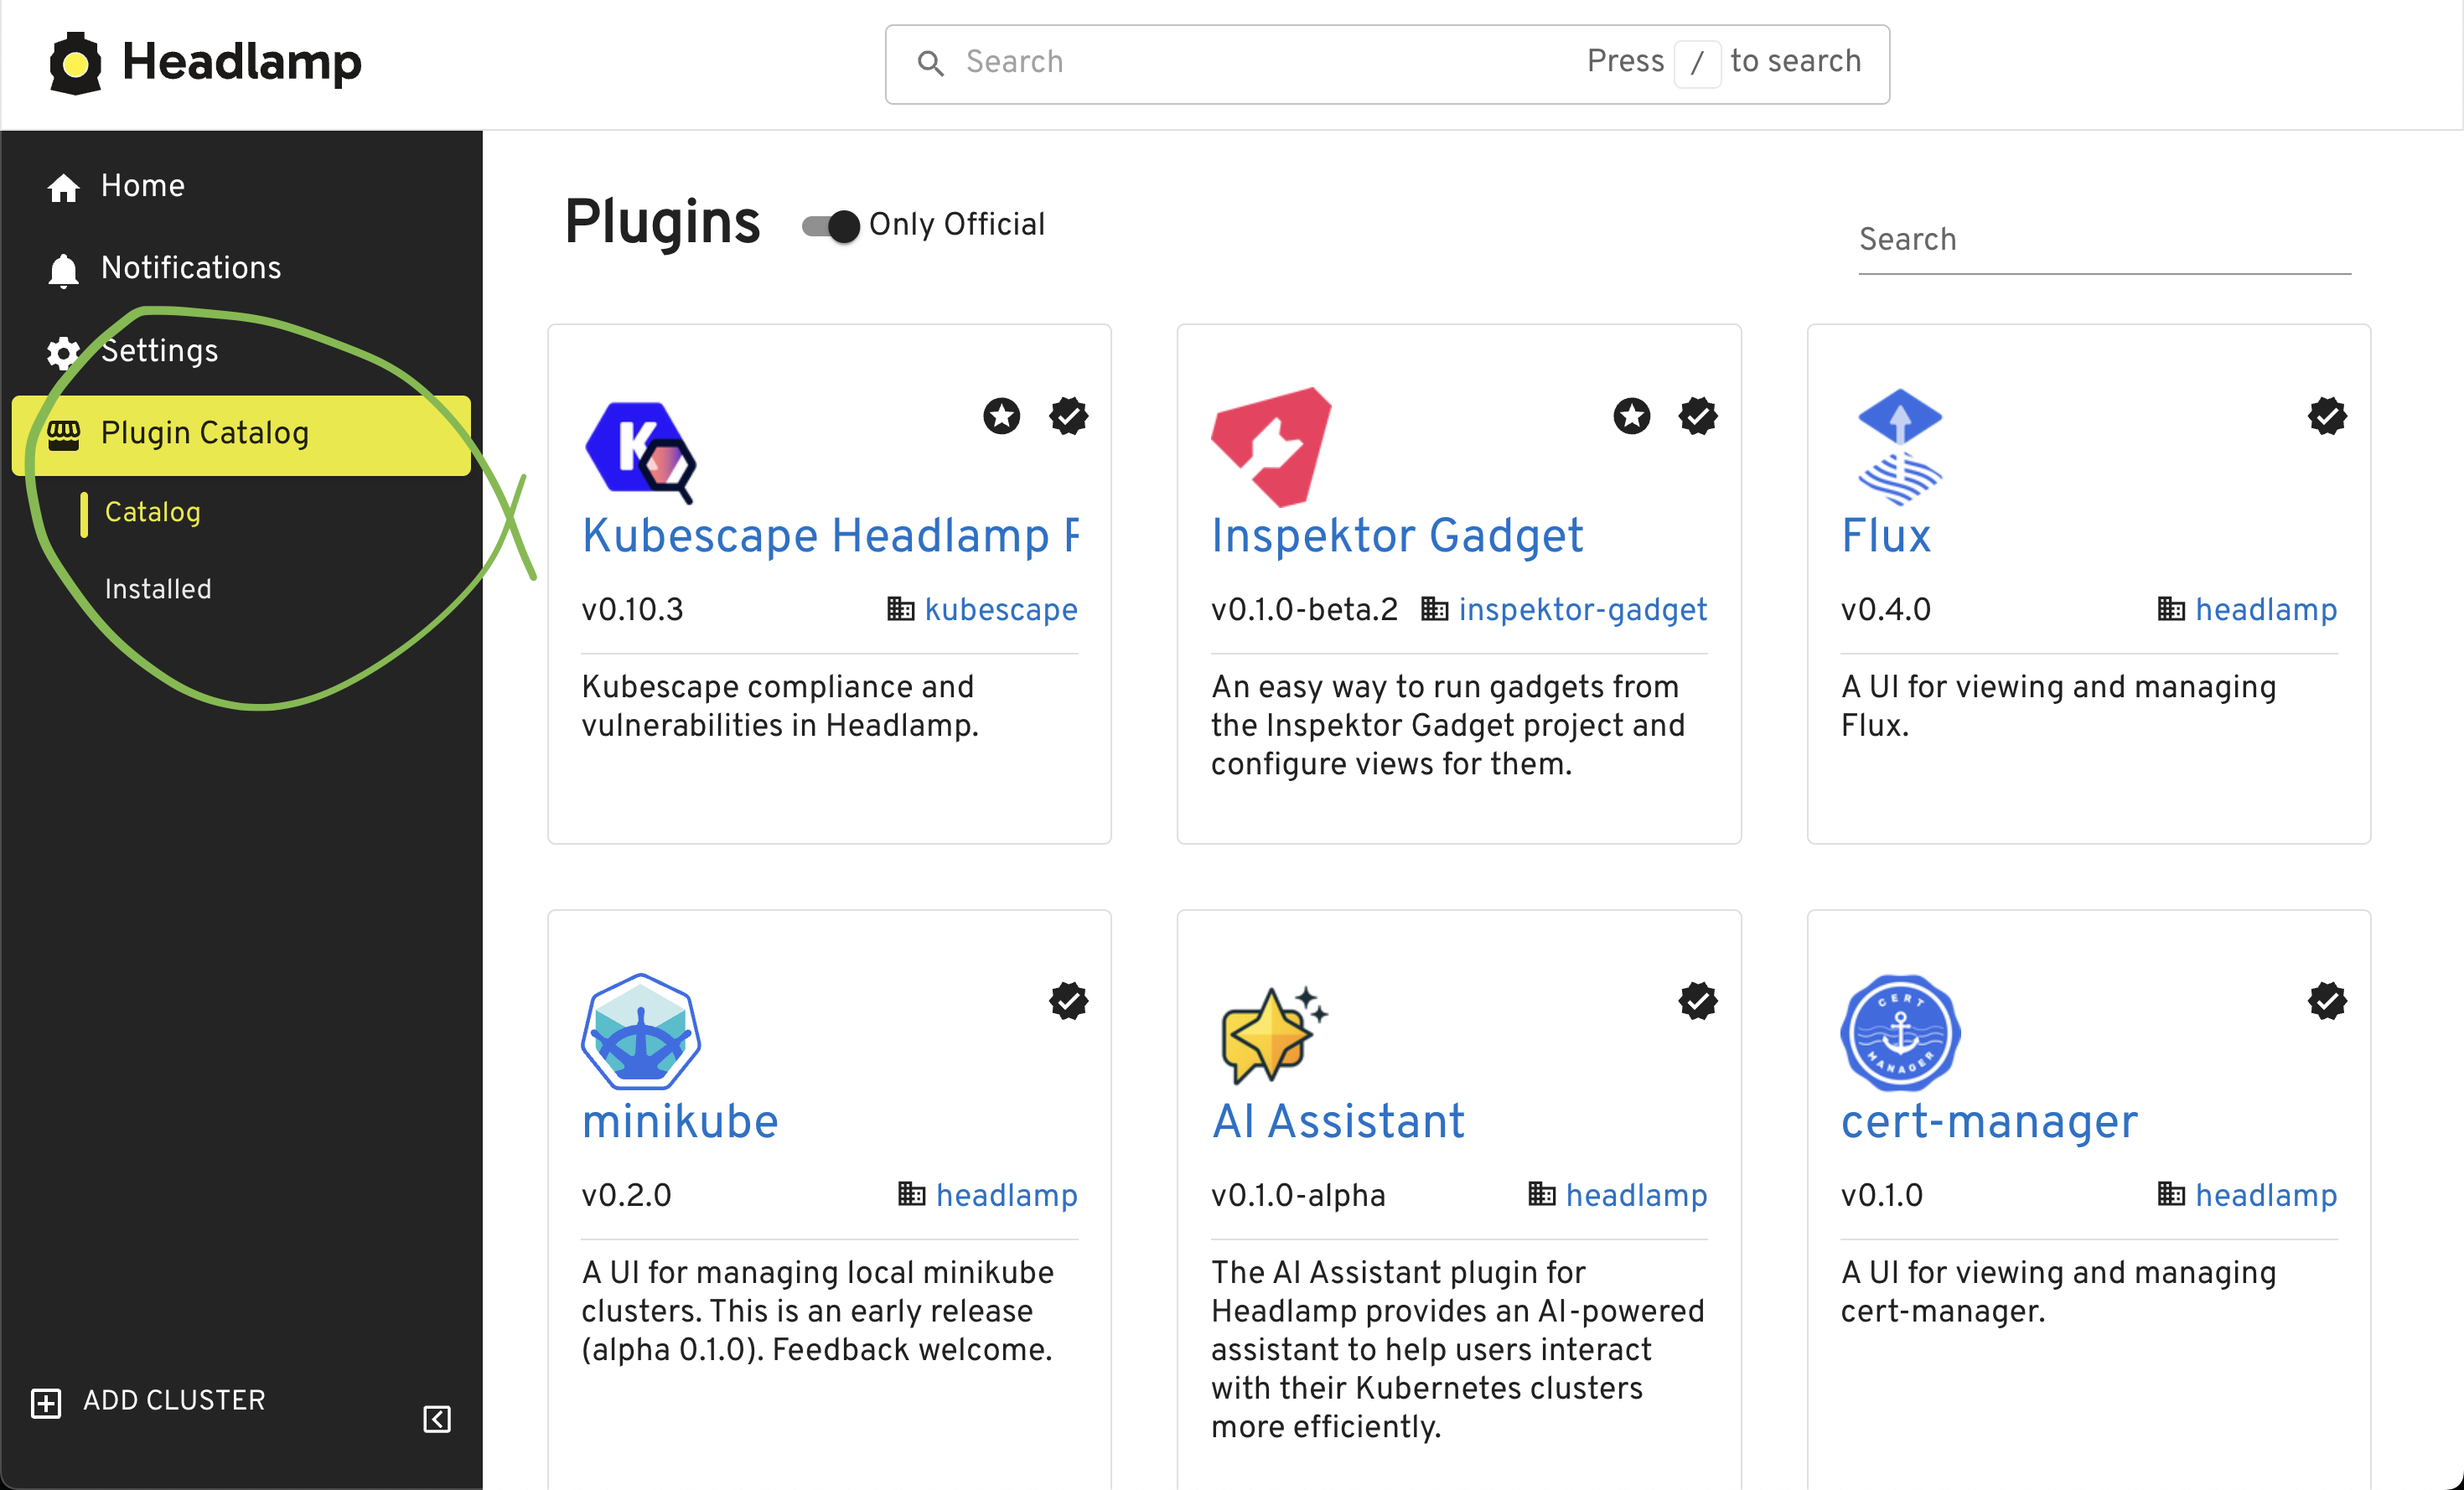 Headlamp
Search
Press / to search
Home
Notifications
Settings
Plugin Catalog
Catalog
Installed
ADD CLUSTER
Plugins
Only Official
Search
Kubescape Headlamp
v0.10.3
kubescape
Kubescape compliance and
vulnerabilities in Headlamp.
Inspektor Gadget
v0.1.0-beta.2
inspektor-gadget
An easy way to run gadgets from
the Inspektor Gadget project and
configure views for them.
Flux
v0.4.0
headlamp
A UI for viewing and managing
Flux.
minikube
v0.2.0
headlamp
A UI for managing local minikube
clusters. This is an early release
(alpha 0.1.0). Feedback welcome.
AI Assistant
v0.1.0-alpha
headlamp
The AI Assistant plugin for
Headlamp provides an AI-powered
assistant to help users interact
with their Kubernetes clusters
more efficiently.
CERT
MANAGER
cert-manager
v0.1.0
headlamp
A UI for viewing and managing
cert-manager.